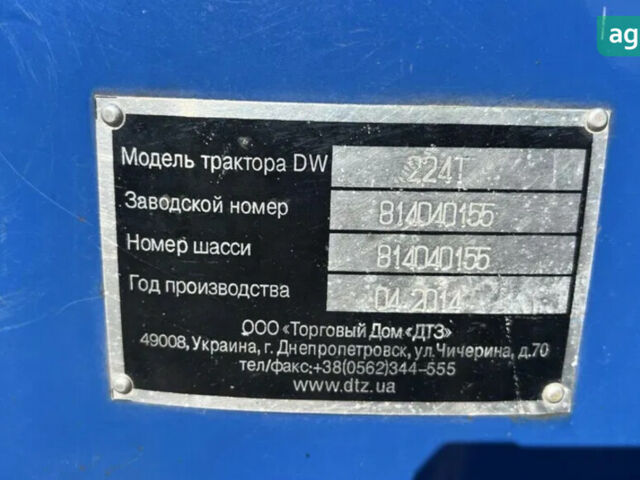 ag
Модель трактора DW 224T
Заводской номер 814040155
Номер шасси 814040155
Год производства 04.2014
ООО «Торговый Дом «ДТЗ»
49008, Украина, г. Днепропетровск, ул.Чичерина, д.70
тел/факс:+38(0562)344-555
www.dtz.ua